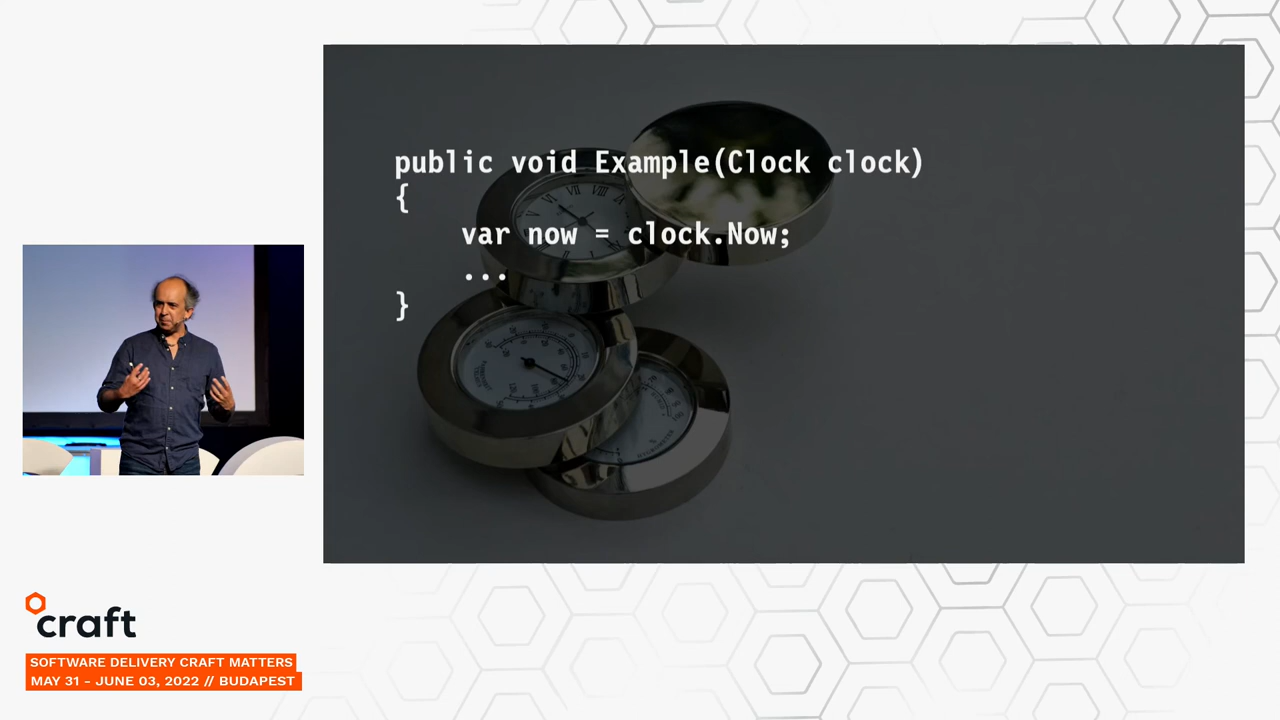 public void Example(Clock clock)
{
var now = clock.Now;
...
}
craft
SOFTWARE DELIVERY CRAFT MATTERS
MAY 31 - JUNE 03, 2022 // BUDAPEST